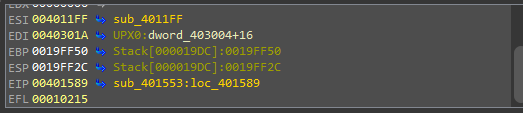 ESI 004011FF sub_4011FF
EDI 0040301A UPX0:dword_403004+16
EBP 0019FF50 Stack[000019DC]:0019FF50
ESP 0019FF2C Stack[000019DC]:0019FF2C
EIP 00401589 sub_401553:loc_401589
EFL 00010215